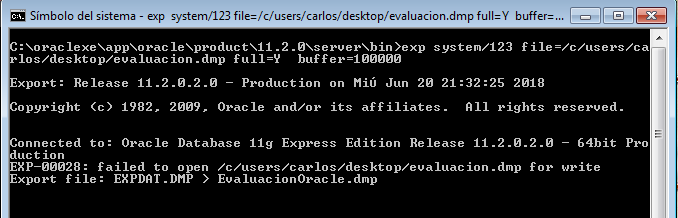 Símbolo del sistema - exp  system/123 file=/c/users/carlos/desktop/evaluacion.dmp full=Y  buffer=...
C:\oraclexe\app\oracle\product\11.2.0\server\bin>exp system/123 file=/c/users/ca
rlos/desktop/evaluacion.dmp full=Y  buffer=100000
Export: Release 11.2.0.2.0 - Production on Miú Jun 20 21:32:25 2018
Copyright (c) 1982, 2009, Oracle and/or its affiliates.  All rights reserved.
Connected to: Oracle Database 11g Express Edition Release 11.2.0.2.0 - 64bit Pro
duction
EXP-00028: failed to open /c/users/carlos/desktop/evaluacion.dmp for write
Export file: EXPDAT.DMP > EvaluacionOracle.dmp